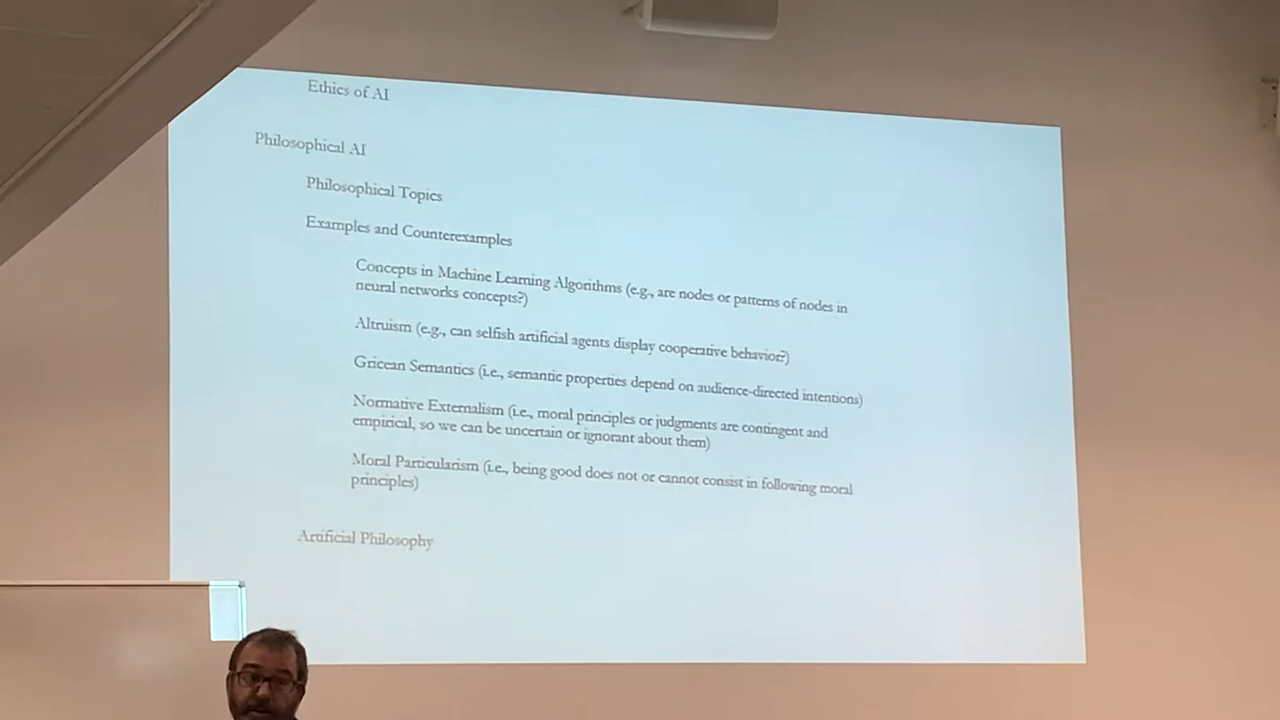 Ethics of AI
Philosophical AI
Philosophical Topics
Examples and Counterexamples
Concepts in Machine Learning Algorithms (e.g., are nodes or patterns of nodes in
neural networks concepts?)
Altruism (e.g., can selfish artificial agents display cooperative behavior?)
Gricean Semantics (i.e., semantic properties depend on audience-directed intentions)
Normative Externalism (i.e., moral principles or judgments are contingent and
empirical, so we can be uncertain or ignorant about them)
Moral Particularism (i.e., being good does not or cannot consist in following moral
principles)
Artificial Philosophy